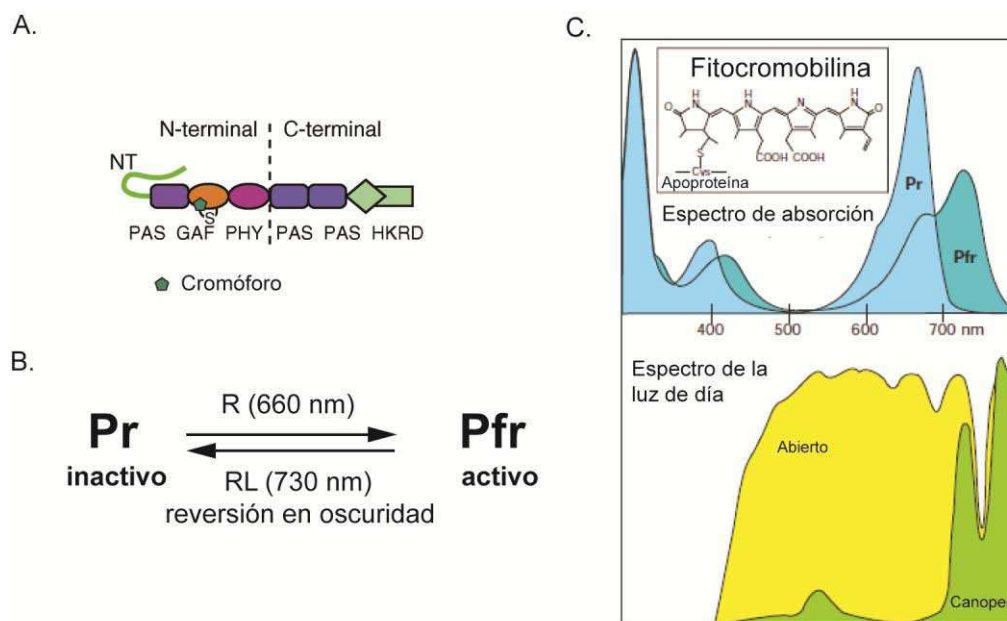 A.
N-terminal C-terminal
NT
S
PAS GAF PHY PAS PAS HKRD
Cromóforo
B.
Pr R (660 nm) Pfr
inactivo RL (730 nm) activo
reversión en oscuridad
C.
Fitocromobilina
H H N H
O N N N O
S COOH COOH
Cys
Apoproteína
Espectro de absorción
Pr
Pfr
400 500 600 700 nm
Espectro de la
luz de día
Abierto
Canopeo